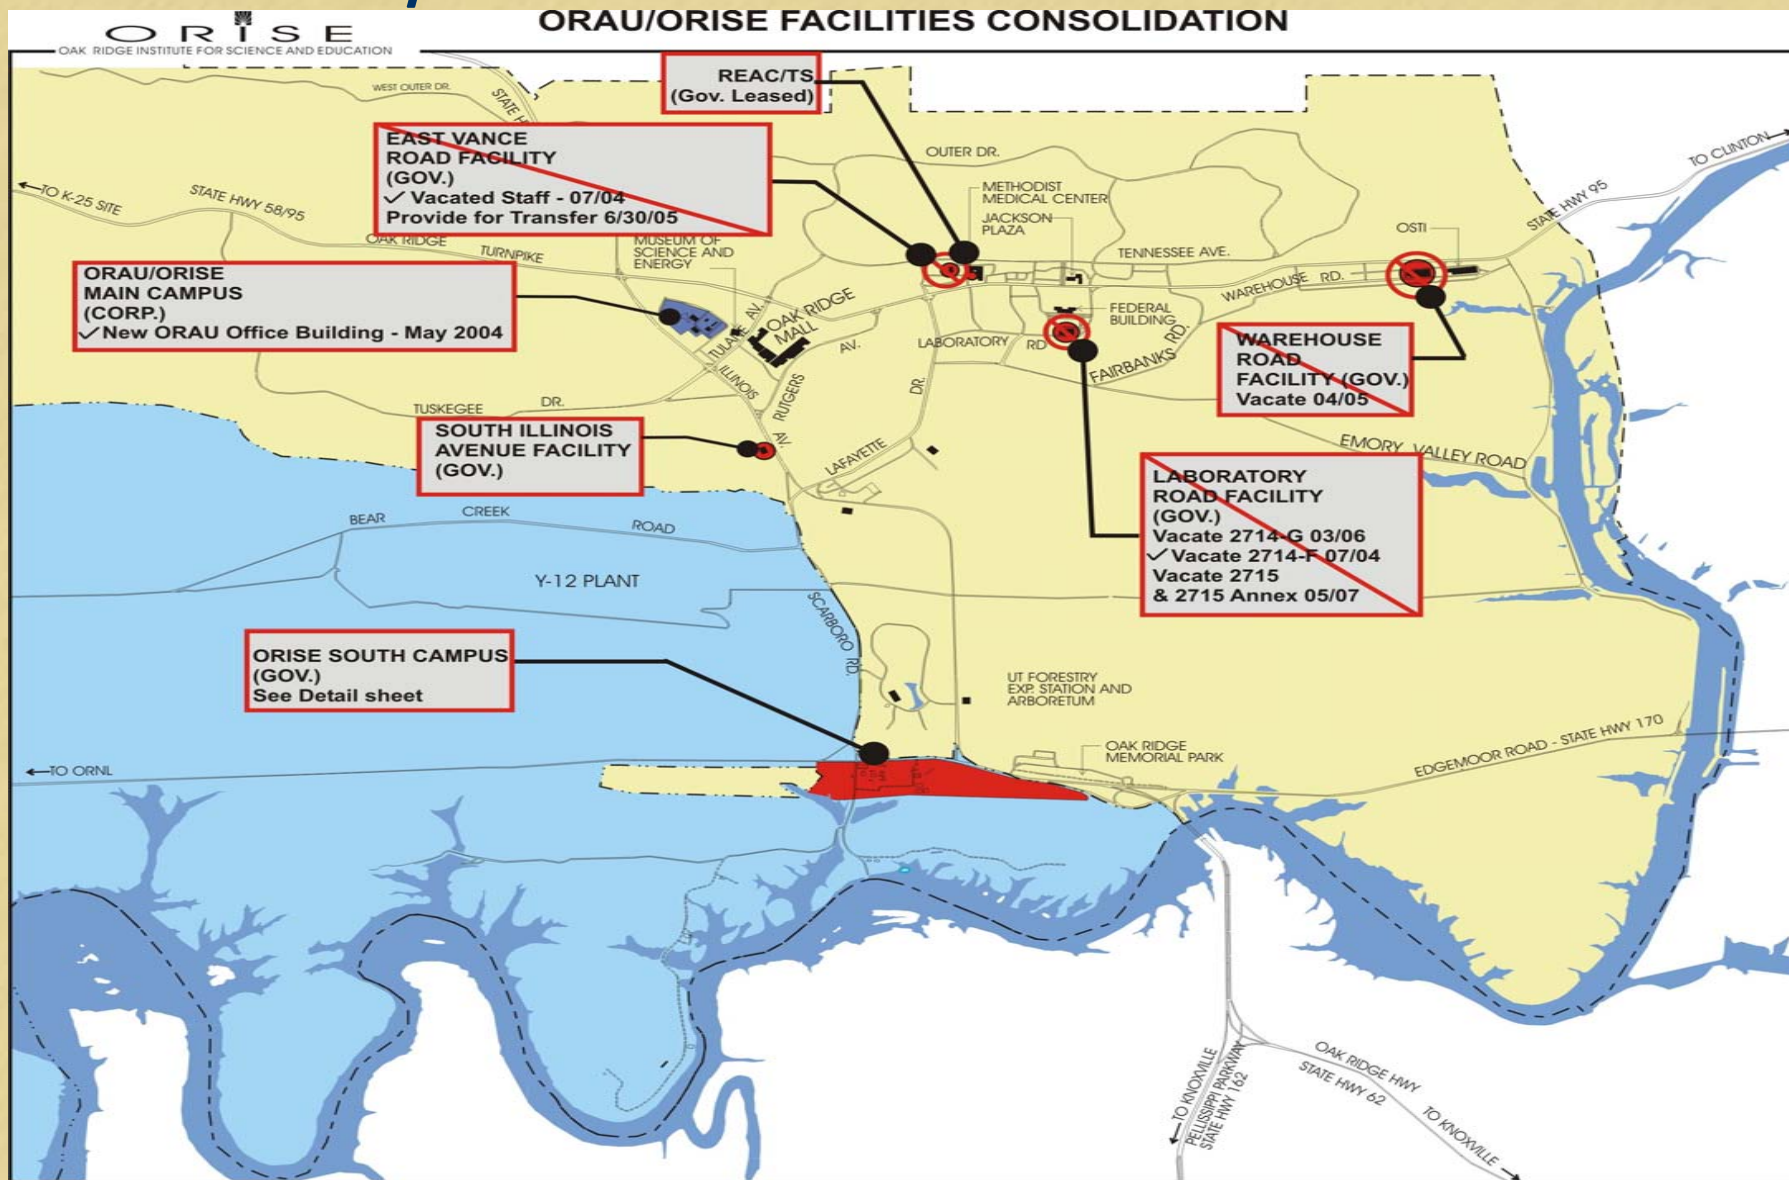 ORAU/ORISE FACILITIES CONSOLIDATION
ORISE
OAK RIDGE INSTITUTE FOR SCIENCE AND EDUCATION
REAC/TS
(Gov. Leased)
WEST OUTER DR.
STATE
EAST VANCE
ROAD FACILITY
(GOV.)
✓ Vacated Staff - 07/04
Provide for Transfer 6/30/05
OUTER DR.
TO CLINTON
METHODIST
MEDICAL CENTER
JACKSON
PLAZA
TO K-25 SITE
STATE HWY 58/95
STATE HWY 95
OAK RIDGE
TURNPIKE
MUSEUM OF
SCIENCE AND
ENERGY
TENNESSEE AVE.
OSTI
WAREHOUSE RD.
ORAU/ORISE
MAIN CAMPUS
(CORP.)
✓ New ORAU Office Building - May 2004
TULANE AV.
OAK RIDGE
MALL
AV.
RUTGERS
LABORATORY RD
FEDERAL
BUILDING
FAIRBANKS RD.
DR.
ILLINOIS
AV.
WAREHOUSE
ROAD
FACILITY (GOV.)
Vacate 04/05
TUSKEGEE DR.
SOUTH ILLINOIS
AVENUE FACILITY
(GOV.)
LAFAYETTE
EMORY VALLEY ROAD
LABORATORY
ROAD FACILITY
(GOV.)
Vacate 2714-G 03/06
✓ Vacate 2714-F 07/04
Vacate 2715
& 2715 Annex 05/07
BEAR CREEK ROAD
Y-12 PLANT
SCARBORO RD.
ORISE SOUTH CAMPUS
(GOV.)
See Detail sheet
UT FORESTRY
EXP. STATION AND
ARBORETUM
OAK RIDGE
MEMORIAL PARK
EDGEMOOR ROAD - STATE HWY 170
TO ORNL
TO KNOXVILLE
PELLISSIPPI PARKWAY
STATE HWY 162
OAK RIDGE HWY
STATE HWY 62
TO KNOXVILLE